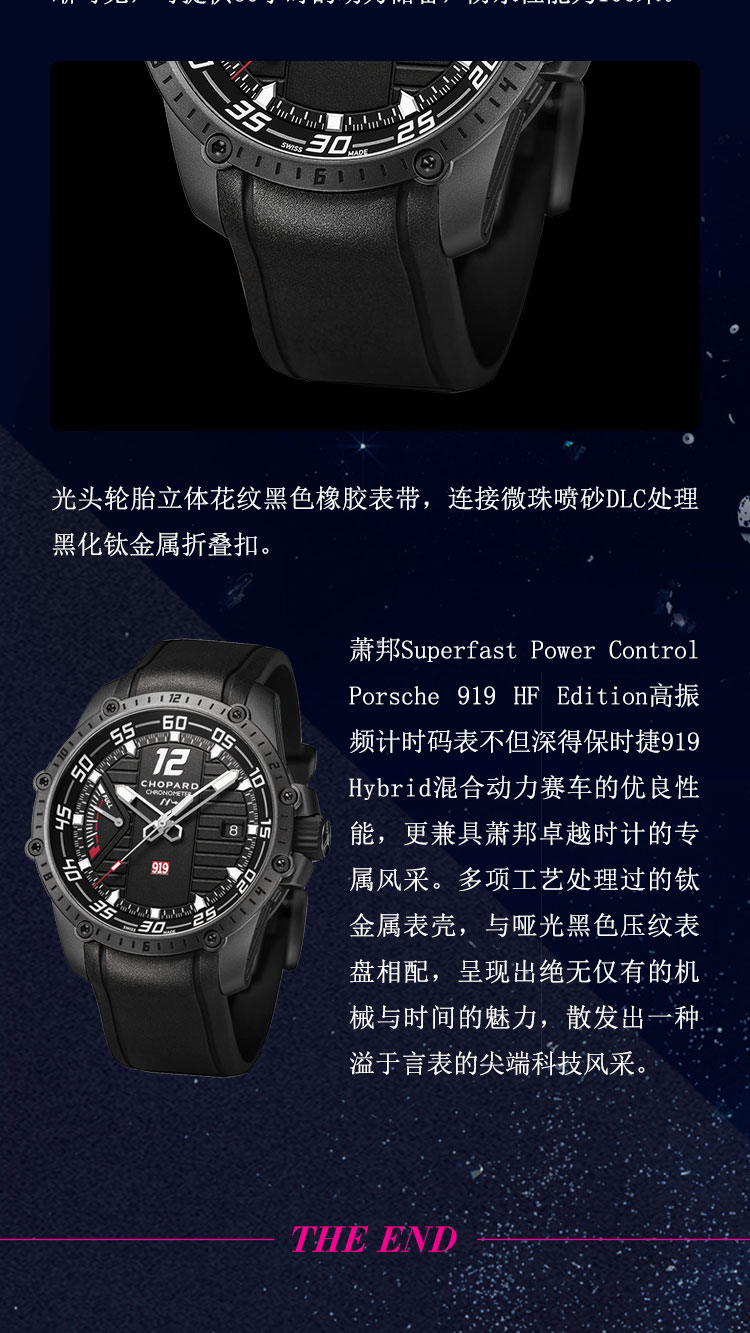 35
30
25
20
SWISS
MADE
6
光头轮胎立体花纹黑色橡胶表带，连接微珠喷砂DLC处理
黑化钛金属折叠扣。
12
60
55
05
50
10
12
CHOPARD
CHRONOMETER
FULL
45
8
15
919
40
20
35
30
25
SWISS
MADE
萧邦Superfast Power Control
Porsche 919 HF Edition高振
频计时码表不但深得保时捷919
Hybrid混合动力赛车的优良性
能，更兼具萧邦卓越时计的专
属风采。多项工艺处理过的钛
金属表壳，与哑光黑色压纹表
盘相配，呈现出绝无仅有的机
械与时间的魅力，散发出一种
溢于言表的尖端科技风采。
THE END